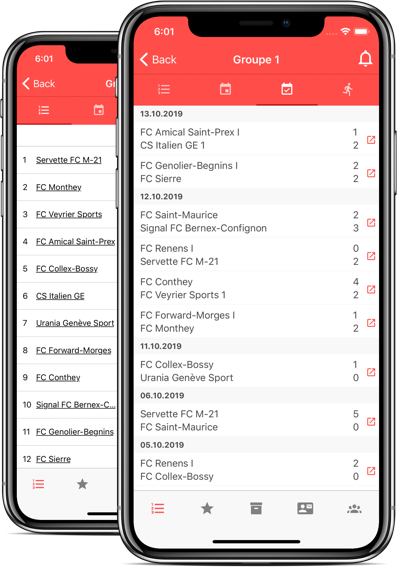 6:01
Back
Gr
1 Servette FC M-21
2 FC Monthey
3 FC Veyrier Sports
4 FC Amical Saint-Prex
5 FC Collex-Bossy
6 CS Italien GE
7 Urania Genève Sport
8 FC Forward-Morges
9 FC Conthey
10 Signal FC Bernex-C...
11 FC Genolier-Begnins
12 FC Sierre
6:01
Back Groupe 1
13.10.2019
FC Amical Saint-Prex I 1
CS Italien GE 1 2
FC Genolier-Begnins I 2
FC Sierre 2
12.10.2019
FC Saint-Maurice 2
Signal FC Bernex-Confignon 3
FC Renens I 0
Servette FC M-21 2
FC Conthey 4
FC Veyrier Sports 1 2
FC Forward-Morges I 1
FC Monthey 2
11.10.2019
FC Collex-Bossy 1
Urania Genève Sport 0
06.10.2019
Servette FC M-21 5
FC Saint-Maurice 0
05.10.2019
FC Renens I 2
FC Collex-Bossy 0